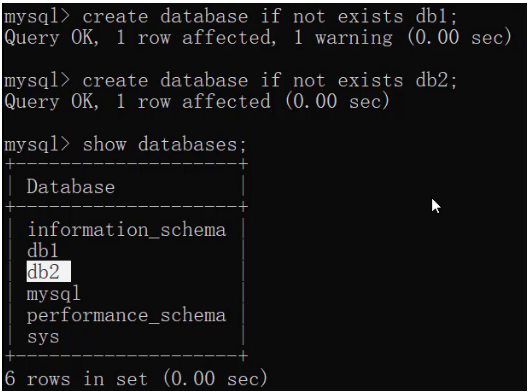 mysql> create database if not exists db1;
Query OK, 1 row affected, 1 warning (0.00 sec)
mysql> create database if not exists db2;
Query OK, 1 row affected (0.00 sec)
mysql> show databases;
+--------------------+
| Database           |
+--------------------+
| information_schema |
| db1                |
| db2                |
| mysql              |
| performance_schema |
| sys                |
+--------------------+
6 rows in set (0.00 sec)